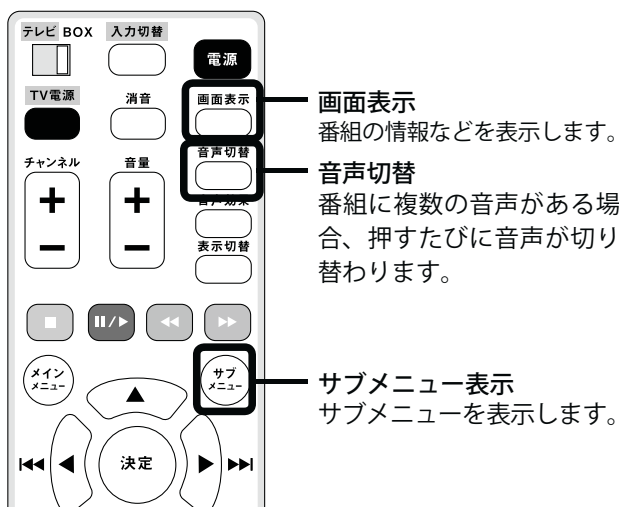 テレビ BOX
入力切替
電源
TV電源
消音
画面表示
チャンネル
音量
音声切替
音声効果
表示切替
メイン
メニュー
サブ
メニュー
決定
画面表示
番組の情報などを表示します。
音声切替
番組に複数の音声がある場
合、押すたびに音声が切り
替わります。
サブメニュー表示
サブメニューを表示します。